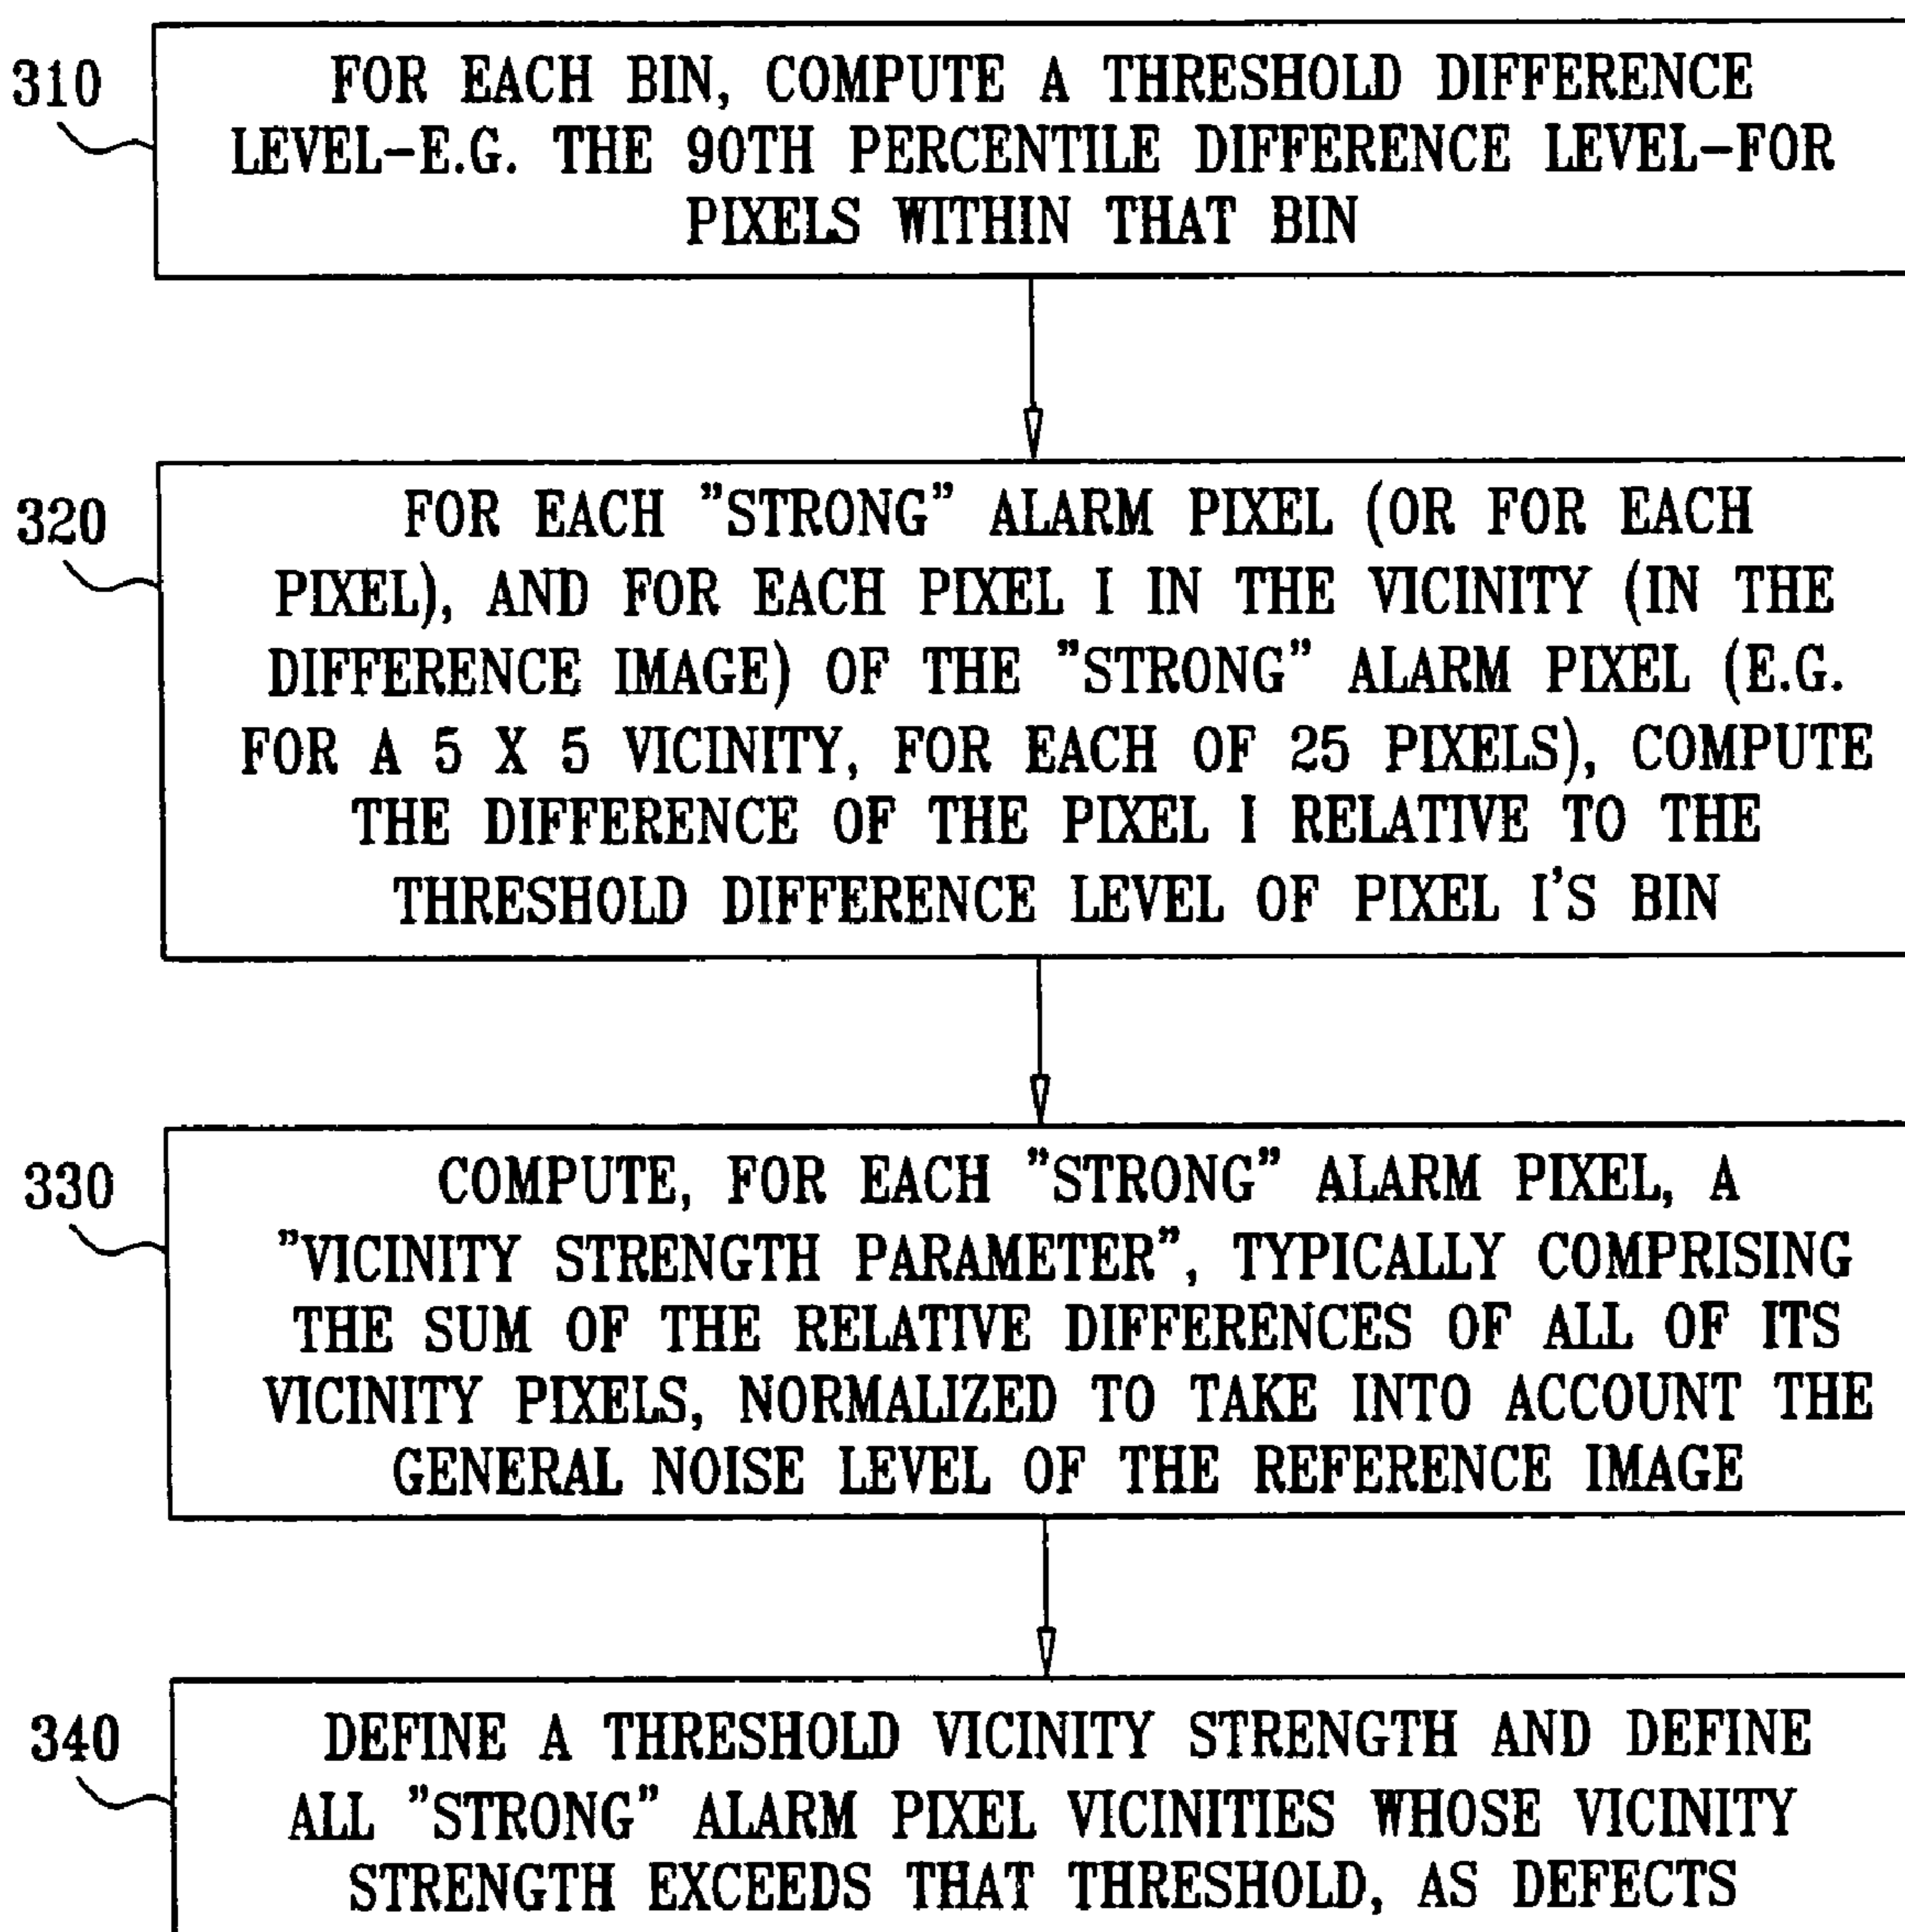 310
FOR EACH BIN, COMPUTE A THRESHOLD DIFFERENCE
LEVEL-E.G. THE 90TH PERCENTILE DIFFERENCE LEVEL-FOR
PIXELS WITHIN THAT BIN
320
FOR EACH "STRONG" ALARM PIXEL (OR FOR EACH
PIXEL), AND FOR EACH PIXEL I IN THE VICINITY (IN THE
DIFFERENCE IMAGE) OF THE "STRONG" ALARM PIXEL (E.G.
FOR A 5 X 5 VICINITY, FOR EACH OF 25 PIXELS), COMPUTE
THE DIFFERENCE OF THE PIXEL I RELATIVE TO THE
THRESHOLD DIFFERENCE LEVEL OF PIXEL I'S BIN
330
COMPUTE, FOR EACH "STRONG" ALARM PIXEL, A
"VICINITY STRENGTH PARAMETER", TYPICALLY COMPRISING
THE SUM OF THE RELATIVE DIFFERENCES OF ALL OF ITS
VICINITY PIXELS, NORMALIZED TO TAKE INTO ACCOUNT THE
GENERAL NOISE LEVEL OF THE REFERENCE IMAGE
340
DEFINE A THRESHOLD VICINITY STRENGTH AND DEFINE
ALL "STRONG" ALARM PIXEL VICINITIES WHOSE VICINITY
STRENGTH EXCEEDS THAT THRESHOLD, AS DEFECTS